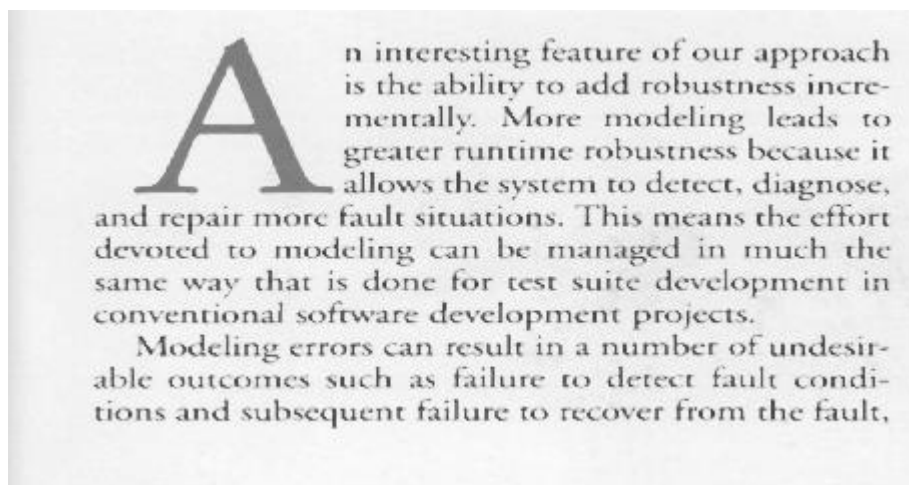 An interesting feature of our approach
is the ability to add robustness incre-
mentally. More modeling leads to
greater runtime robustness because it
allows the system to detect, diagnose,
and repair more fault situations. This means the effort
devoted to modeling can be managed in much the
same way that is done for test suite development in
conventional software development projects.
Modeling errors can result in a number of undesir-
able outcomes such as failure to detect fault condi-
tions and subsequent failure to recover from the fault,